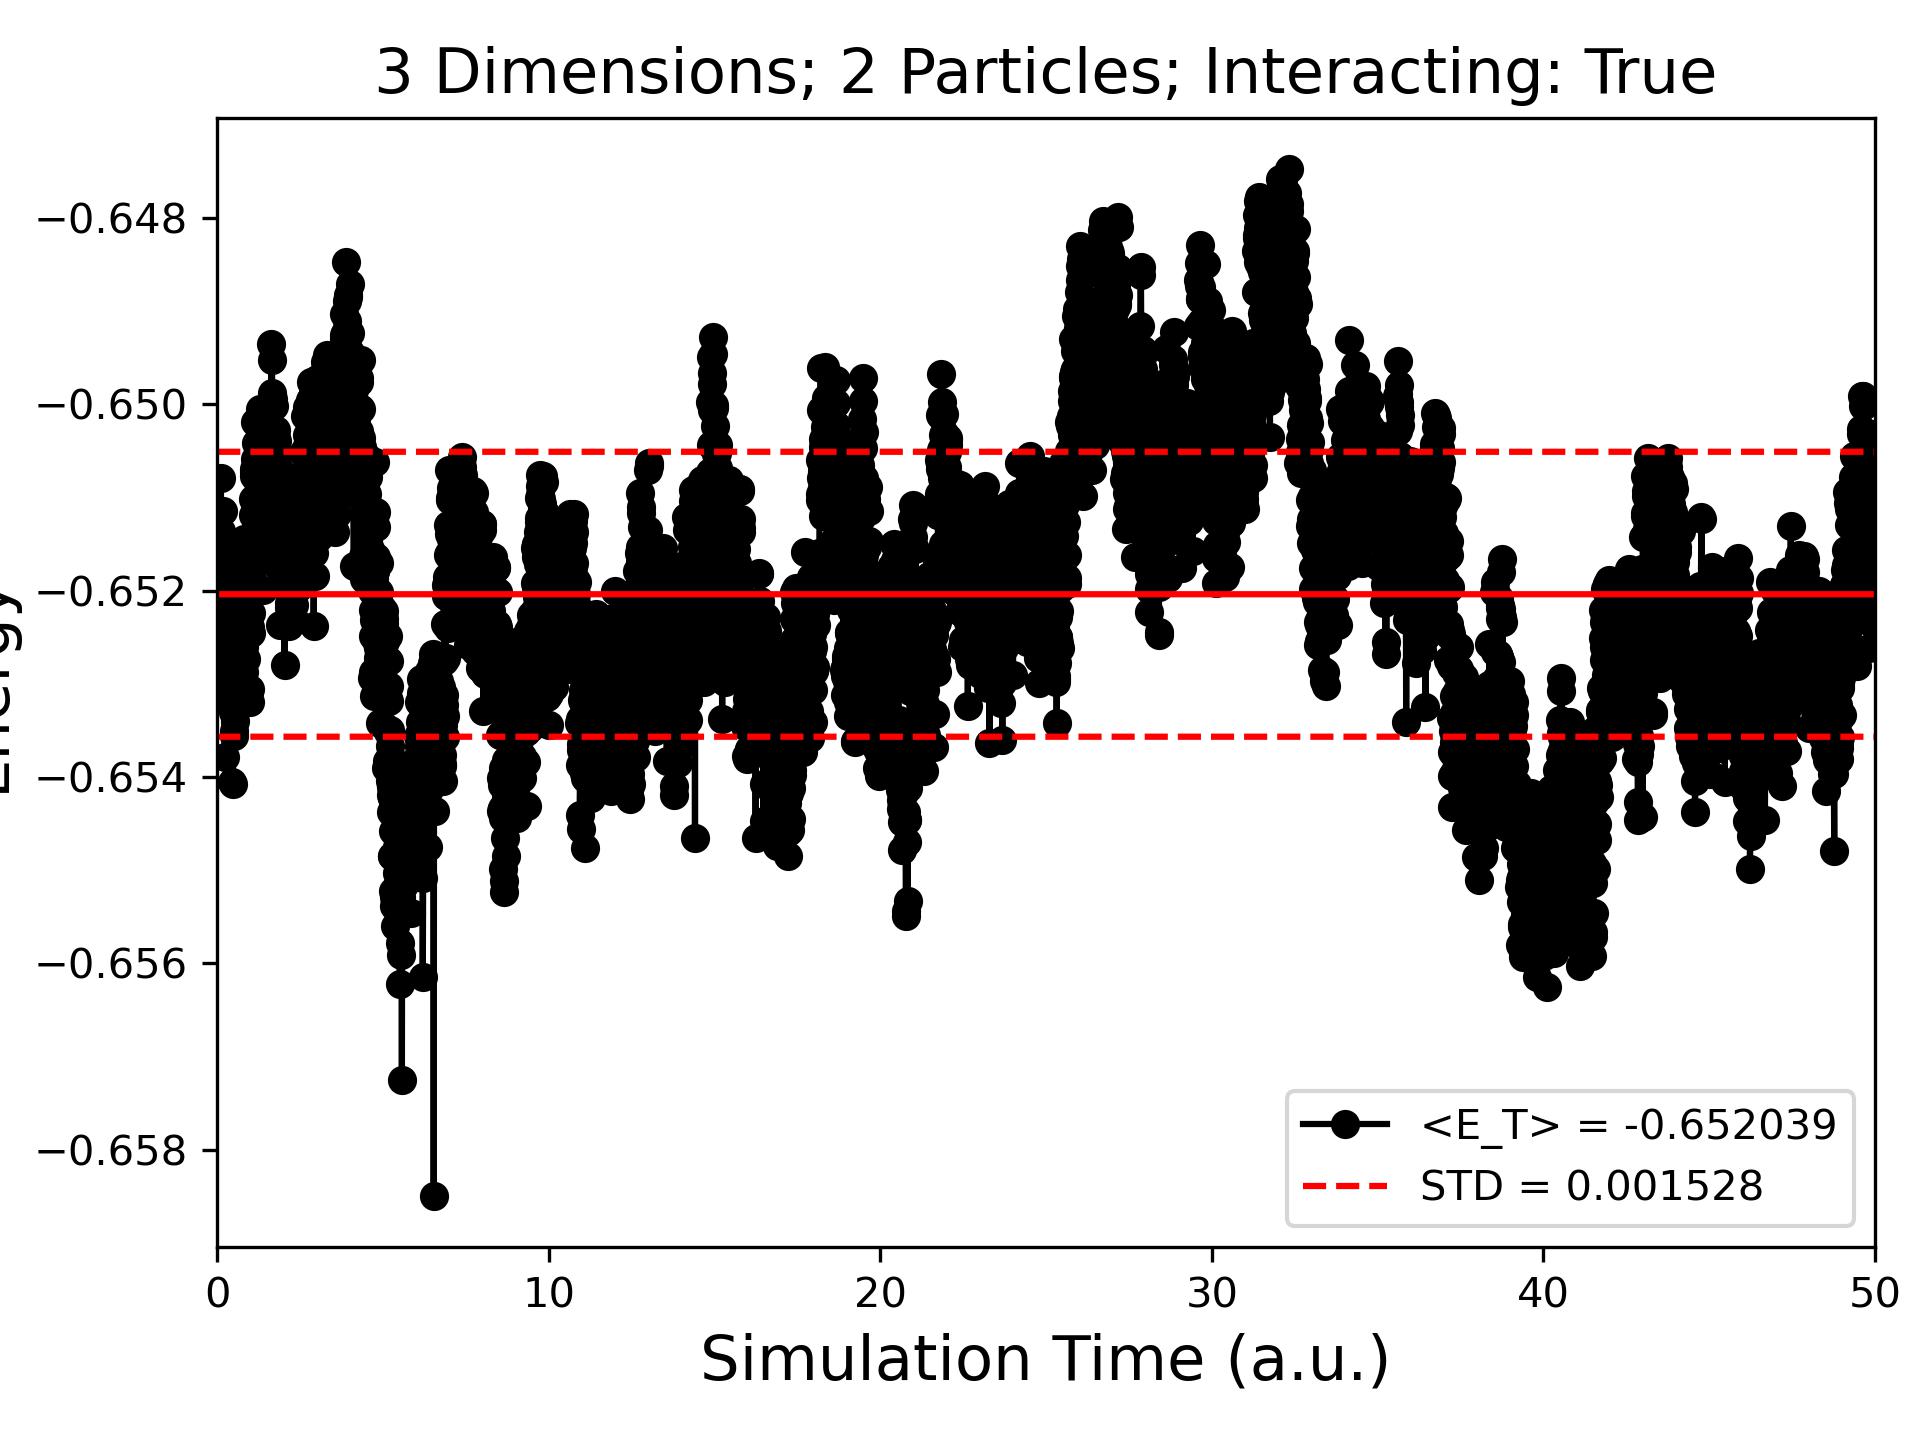 3 Dimensions; 2 Particles; Interacting: True
Energy
−0.648
−0.650
−0.652
−0.654
−0.656
−0.658
<E_T> = -0.652039
STD = 0.001528
0 10 20 30 40 50
Simulation Time (a.u.)